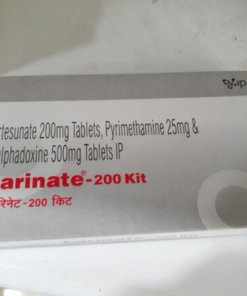 rtesunate 200mg Tablets, Pyrimethamine 25mg &
lphadoxine 500mg Tablets IP
arinate®-200 Kit
रिनेट-200 किट